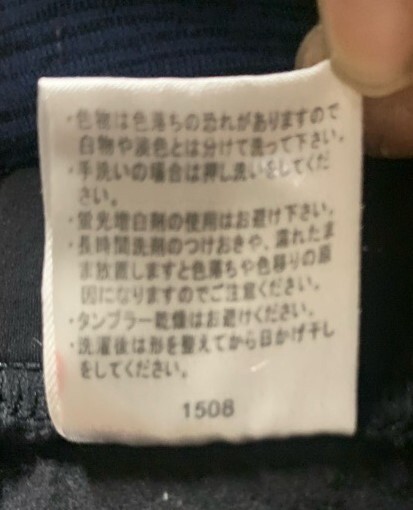 ・色物は色落ちの恐れがありますので
白物や淡色とは分けて洗って下さい。
・手洗いの場合は押し洗いをしてくだ
さい。
・蛍光増白剤の使用はお避け下さい。
・長時間洗剤のつけおきや、濡れたま
ま放置しますと色落ちや色移りの原
因になりますのでご注意ください。
・タンブラー乾燥はお避けください。
・洗濯後は形を整えてから日かげ干し
をしてください。
1508